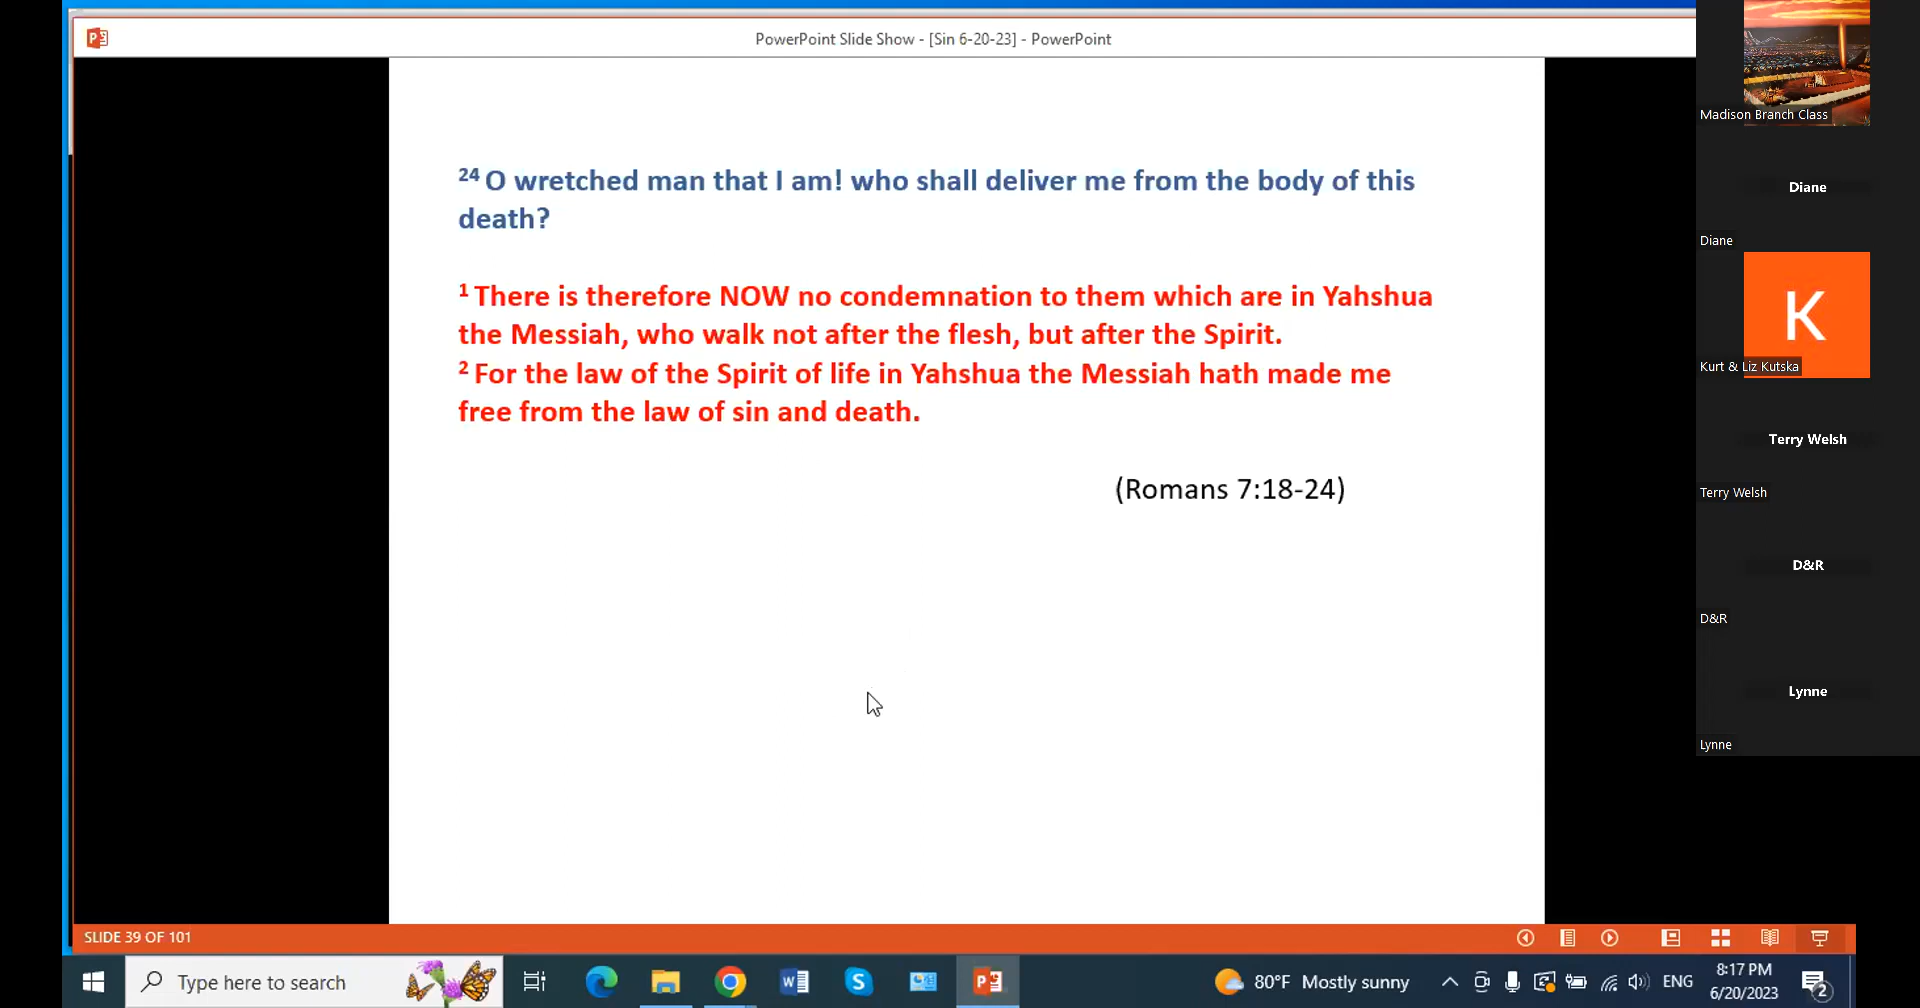 PowerPoint Slide Show - [Sin 6-20-23] - PowerPoint
24 O wretched man that I am! who shall deliver me from the body of this
death?
1 There is therefore NOW no condemnation to them which are in Yahshua
the Messiah, who walk not after the flesh, but after the Spirit.
2 For the law of the Spirit of life in Yahshua the Messiah hath made me
free from the law of sin and death.
(Romans 7:18-24)
Madison Branch Class
Diane
Diane
K
Kurt & Liz Kutska
Terry Welsh
Terry Welsh
D&R
D&R
Lynne
Lynne
SLIDE 39 OF 101
Type here to search
80°F Mostly sunny
ENG
8:17 PM
6/20/2023
2